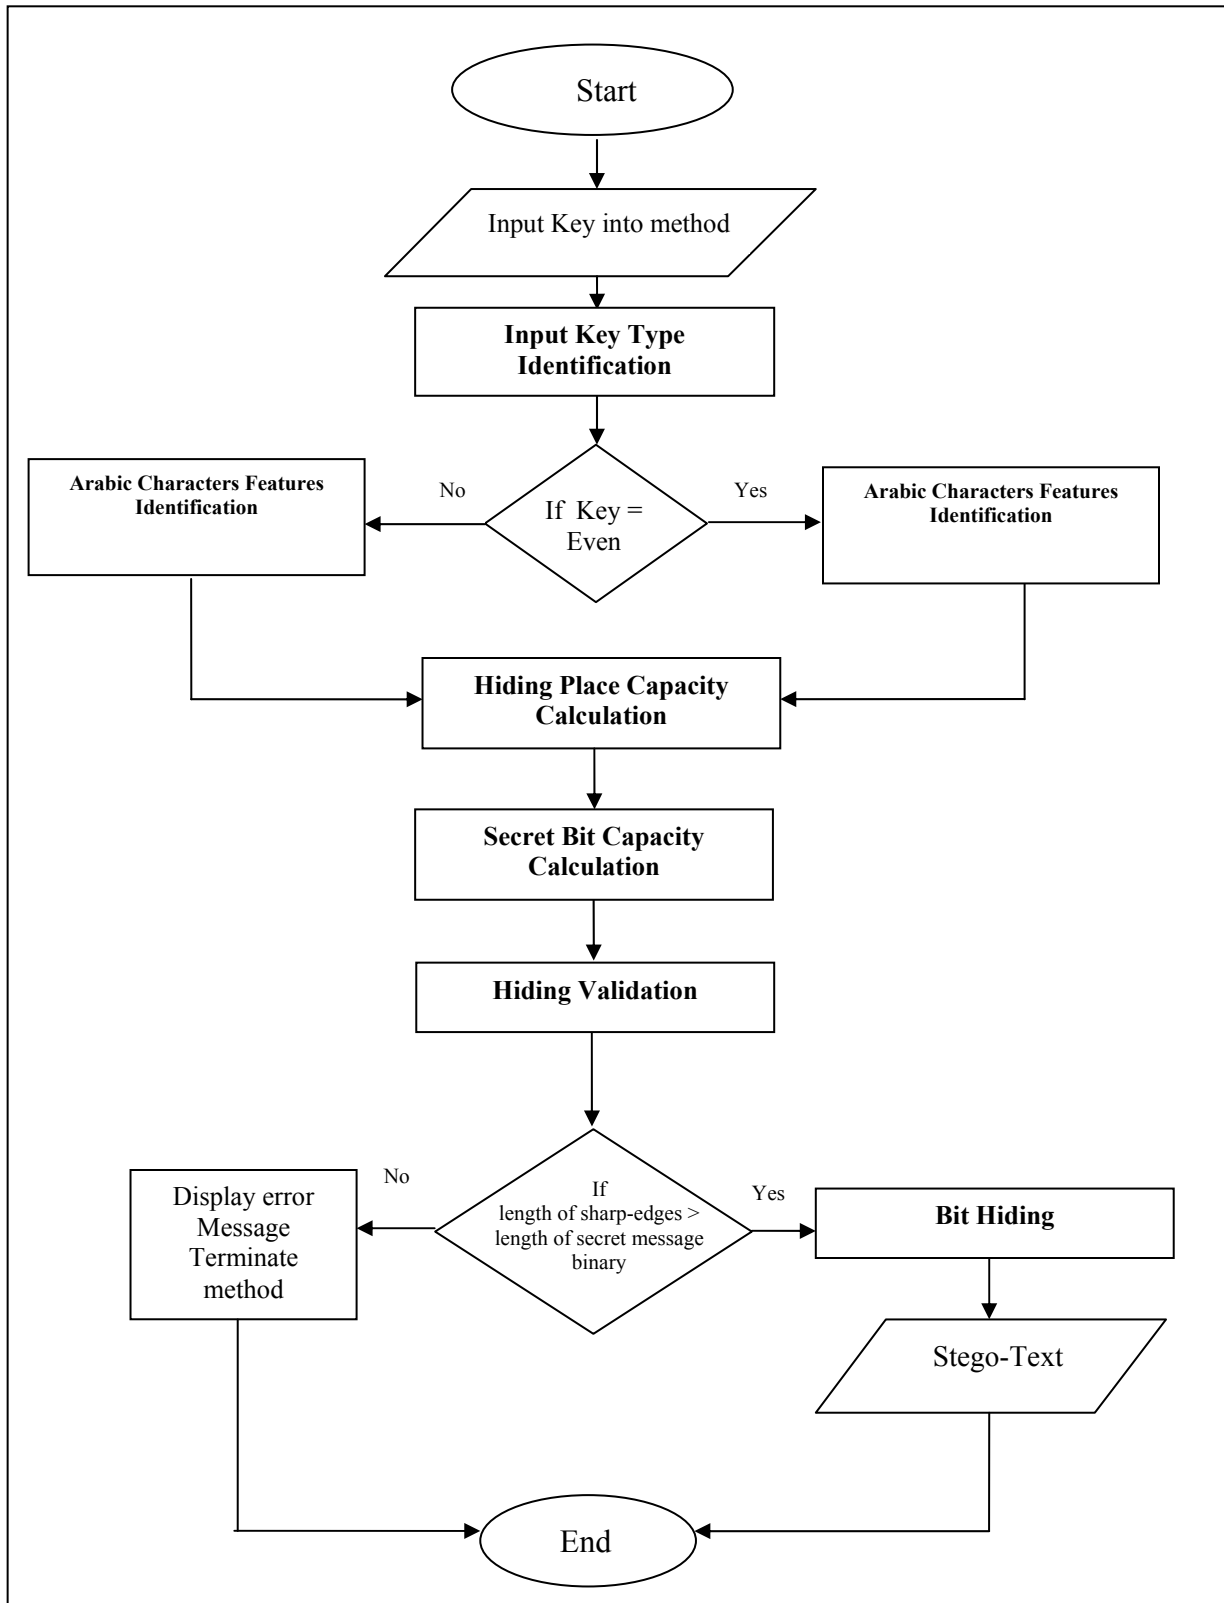 Start
Input Key into method
Input Key Type
Identification
If Key =
Even
No
Yes
Arabic Characters Features
Identification
Arabic Characters Features
Identification
Hiding Place Capacity
Calculation
Secret Bit Capacity
Calculation
Hiding Validation
If
length of sharp-edges >
length of secret message
binary
No
Yes
Display error
Message
Terminate
method
Bit Hiding
Stego-Text
End